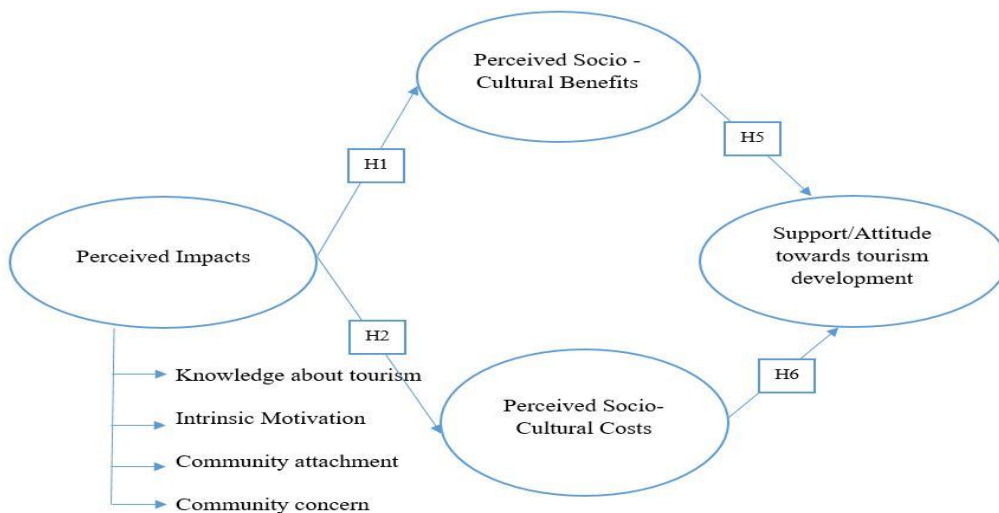 Perceived Socio -
Cultural Benefits
H5
H1
Perceived Impacts
Support/Attitude
towards tourism
development
H2
H6
Knowledge about tourism
Intrinsic Motivation
Community attachment
Community concern
Perceived Socio-
Cultural Costs